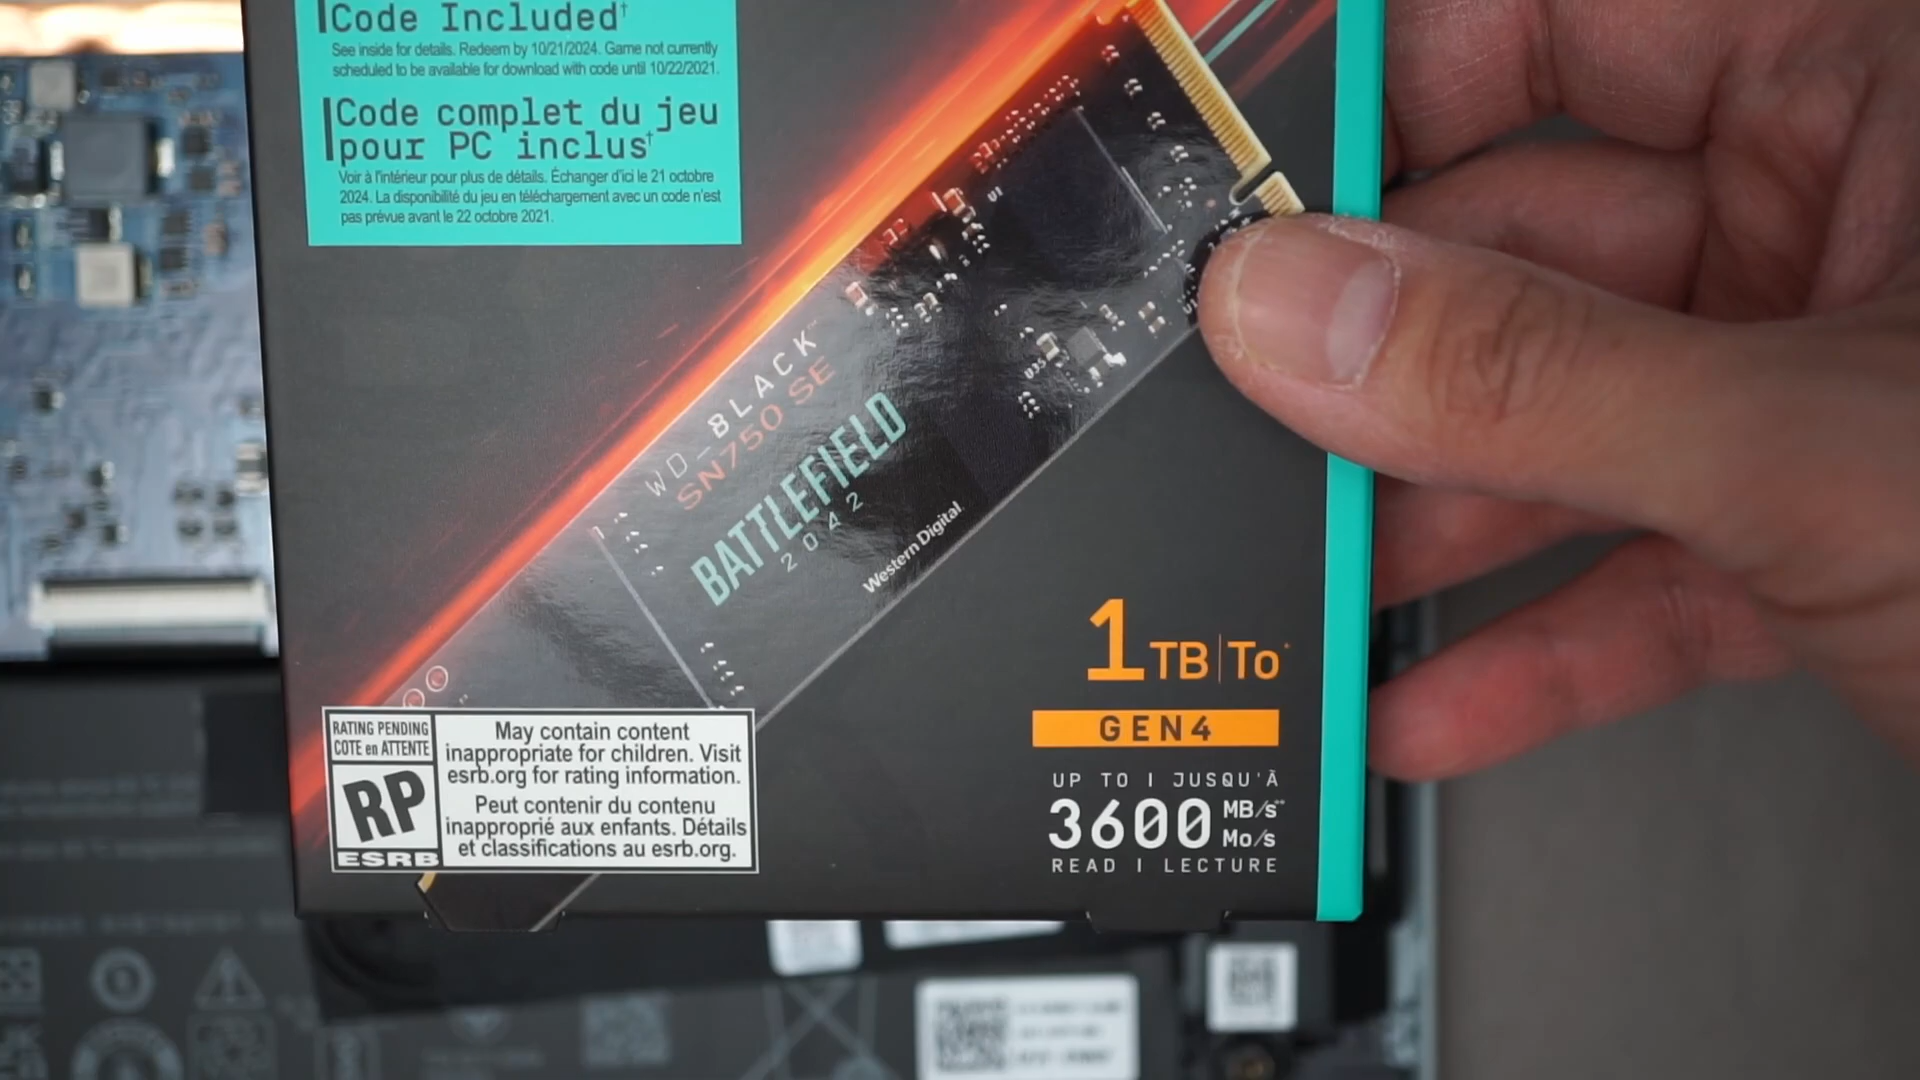 Code Included†
See inside for details. Redeem by 10/21/2024. Game not currently
scheduled to be available for download with code until 10/22/2021.
Code complet du jeu
pour PC inclus†
Voir à l'intérieur pour plus de détails. Échanger d'ici le 21 octobre
2024. La disponibilité du jeu en téléchargement avec un code n'est
pas prévue avant le 22 octobre 2021.
U1
U35
WD_BLACK™
SN750 SE
BATTLEFIELD
2042
Western Digital.
1TB|To*
GEN4
UP TO | JUSQU'À
3600 MB/s**
Mo/s
READ | LECTURE
RATING PENDING
COTE en ATTENTE
RP
ESRB
May contain content
inappropriate for children. Visit
esrb.org for rating information.
Peut contenir du contenu
inapproprié aux enfants. Détails
et classifications au esrb.org.